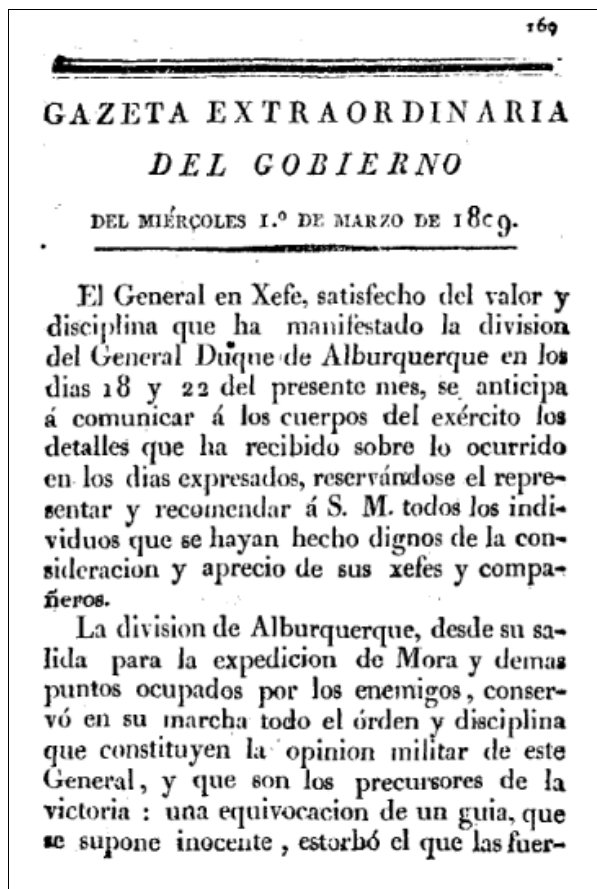 169
GAZETA EXTRAORDINARIA
DEL GOBIERNO
DEL MIÉRCOLES 1.º DE MARZO DE 1809.
El General en Xefe, satisfecho del valor y
disciplina que ha manifestado la division
del General Duque de Alburquerque en los
dias 18 y 22 del presente mes, se anticipa
á comunicar á los cuerpos del exército los
detalles que ha recibido sobre lo ocurrido
en los dias expresados, reservándose el repre-
sentar y recomendar á S. M. todos los indi-
viduos que se hayan hecho dignos de la con-
sideracion y aprecio de sus xefes y compa-
ñeros.
La division de Alburquerque, desde su sa-
lida para la expedicion de Mora y demas
puntos ocupados por los enemigos, conser-
vó en su marcha todo el órden y disciplina
que constituyen la opinion militar de este
General, y que son los precursores de la
victoria : una equivocacion de un guia, que
se supone inocente, estorbó el que las fuer-